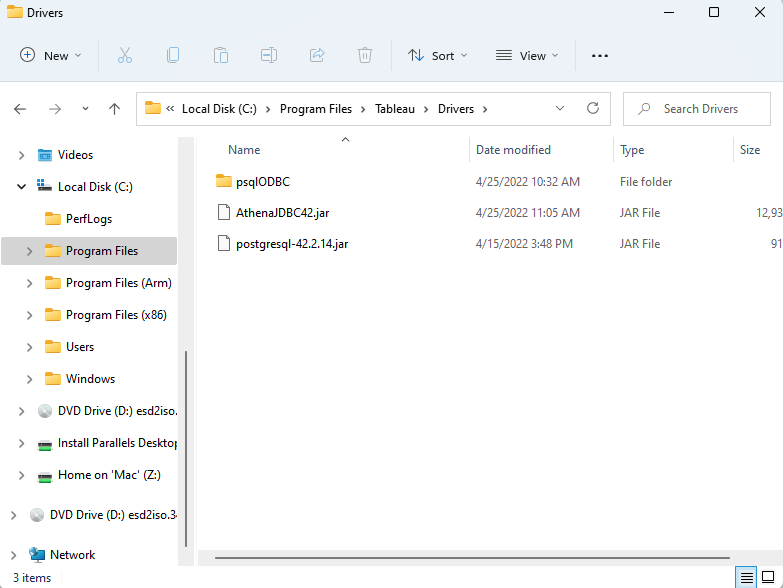 Drivers
New
Sort
View
« Local Disk (C:) > Program Files > Tableau > Drivers >
Search Drivers
Name
Date modified
Type
Size
Videos
Local Disk (C:)
PerfLogs
Program Files
Program Files (Arm)
Program Files (x86)
Users
Windows
DVD Drive (D:) esd2iso.
Install Parallels Desktop
Home on 'Mac' (Z:)
DVD Drive (D:) esd2iso.3
Network
psqlODBC 4/25/2022 10:32 AM File folder
AthenaJDBC42.jar 4/25/2022 11:05 AM JAR File 12,93
postgresql-42.2.14.jar 4/15/2022 3:48 PM JAR File 91
3 items